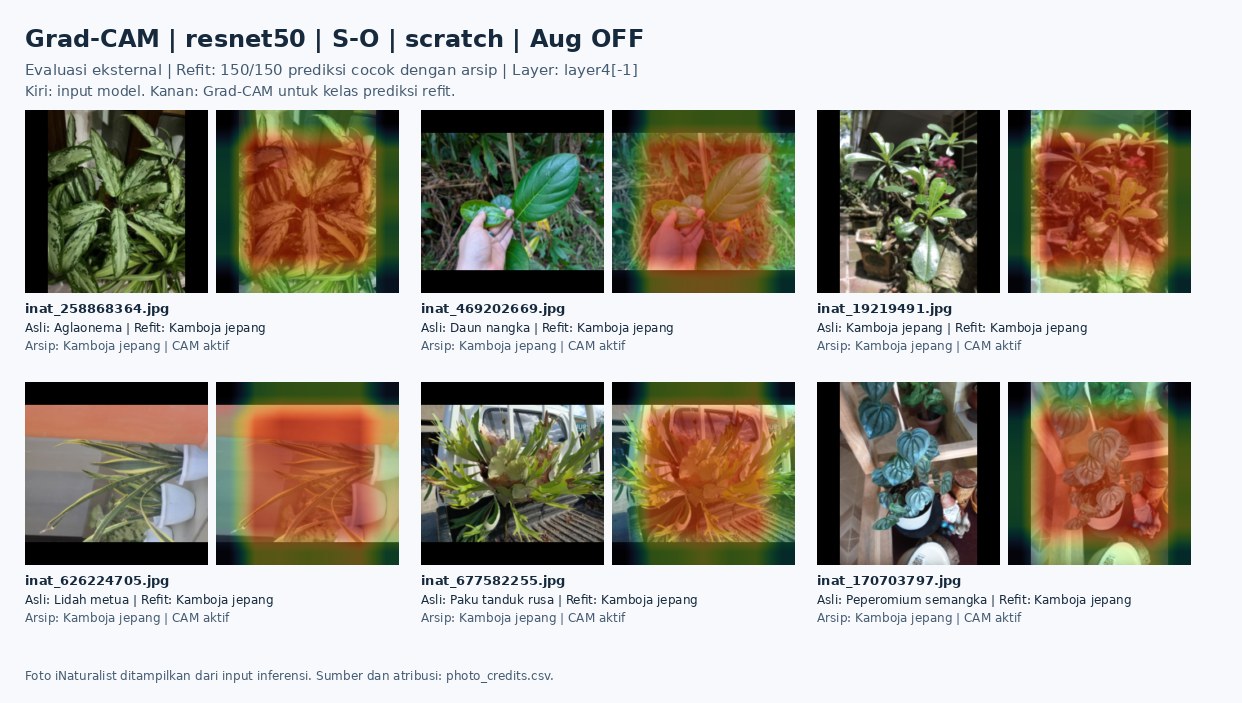 Grad-CAM | resnet50 | S-O | scratch | Aug OFF
Evaluasi eksternal | Refit: 150/150 prediksi cocok dengan arsip | Layer: layer4[-1]
Kiri: input model. Kanan: Grad-CAM untuk kelas prediksi refit.
inat_258868364.jpg
Asli: Aglaonema | Refit: Kamboja jepang
Arsip: Kamboja jepang | CAM aktif
inat_469202669.jpg
Asli: Daun nangka | Refit: Kamboja jepang
Arsip: Kamboja jepang | CAM aktif
inat_19219491.jpg
Asli: Kamboja jepang | Refit: Kamboja jepang
Arsip: Kamboja jepang | CAM aktif
inat_626224705.jpg
Asli: Lidah metua | Refit: Kamboja jepang
Arsip: Kamboja jepang | CAM aktif
inat_677582255.jpg
Asli: Paku tanduk rusa | Refit: Kamboja jepang
Arsip: Kamboja jepang | CAM aktif
inat_170703797.jpg
Asli: Peperomium semangka | Refit: Kamboja jepang
Arsip: Kamboja jepang | CAM aktif
Foto iNaturalist ditampilkan dari input inferensi. Sumber dan atribusi: photo_credits.csv.